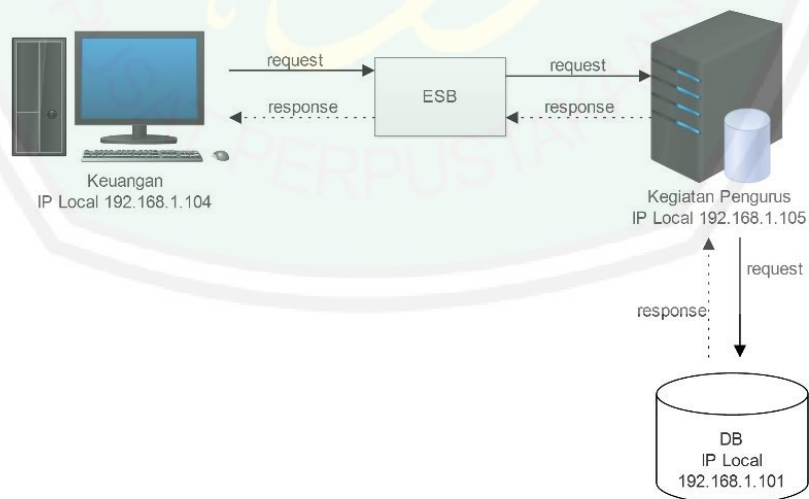 request
request
ESB
response
response
Keuangan
IP Local 192.168.1.104
Kegiatan Pengurus
IP Local 192.168.1.105
request
response
DB
IP Local
192.168.1.101